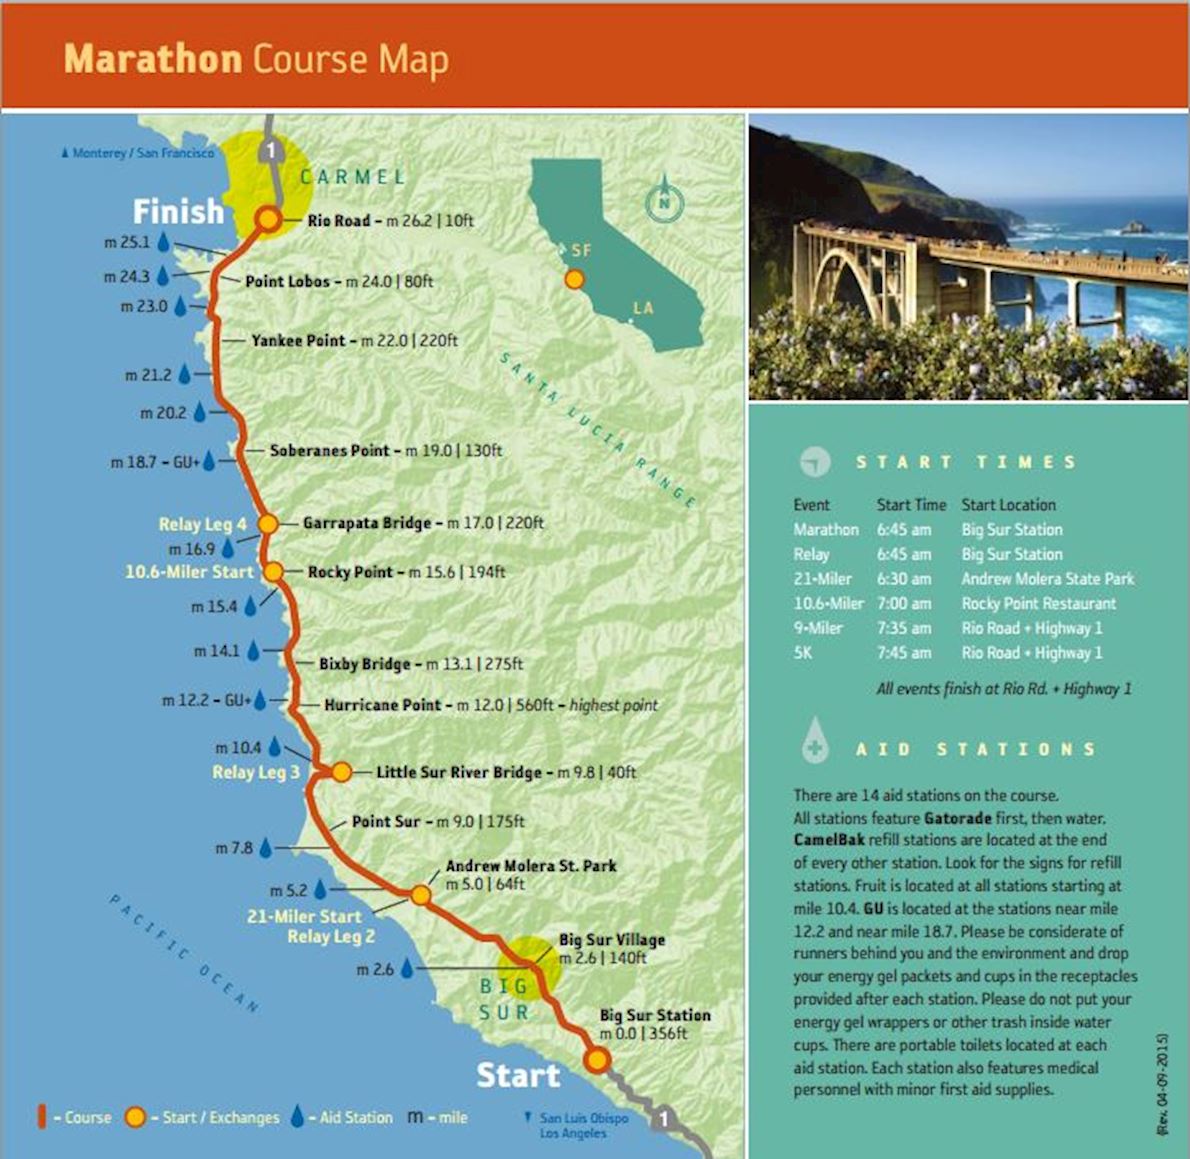 Marathon Course Map
Monterey / San Francisco
1
CARMEL
Finish
Rio Road – m 26.2 | 10ft
m 25.1
m 24.3
Point Lobos – m 24.0 | 80ft
m 23.0
Yankee Point – m 22.0 | 220ft
m 21.2
m 20.2
Soberanes Point – m 19.0 | 130ft
m 18.7 – GU+
Relay Leg 4
Garrapata Bridge – m 17.0 | 220ft
m 16.9
10.6-Miler Start
Rocky Point – m 15.6 | 194ft
m 15.4
m 14.1
Bixby Bridge – m 13.1 | 275ft
m 12.2 – GU+
Hurricane Point – m 12.0 | 560ft – highest point
m 10.4
Relay Leg 3
Little Sur River Bridge – m 9.8 | 40ft
Point Sur – m 9.0 | 175ft
m 7.8
Andrew Molera St. Park
m 5.0 | 64ft
m 5.2
21-Miler Start
Relay Leg 2
Big Sur Village
m 2.6 | 140ft
m 2.6
BIG
SUR
Big Sur Station
m 0.0 | 356ft
Start
1
San Luis Obispo
Los Angeles
PACIFIC OCEAN
SANTA LUCIA RANGE
N
SF
LA
– Course – Start / Exchanges – Aid Station m – mile
START TIMES
Event Start Time Start Location
Marathon 6:45 am Big Sur Station
Relay 6:45 am Big Sur Station
21-Miler 6:30 am Andrew Molera State Park
10.6-Miler 7:00 am Rocky Point Restaurant
9-Miler 7:35 am Rio Road + Highway 1
5K 7:45 am Rio Road + Highway 1
All events finish at Rio Rd. + Highway 1
AID STATIONS
There are 14 aid stations on the course.
All stations feature Gatorade first, then water.
CamelBak refill stations are located at the end
of every other station. Look for the signs for refill
stations. Fruit is located at all stations starting at
mile 10.4. GU is located at the stations near mile
12.2 and near mile 18.7. Please be considerate of
runners behind you and the environment and drop
your energy gel packets and cups in the receptacles
provided after each station. Please do not put your
energy gel wrappers or other trash inside water
cups. There are portable toilets located at each
aid station. Each station also features medical
personnel with minor first aid supplies.
(Rev. 04-09-2015)